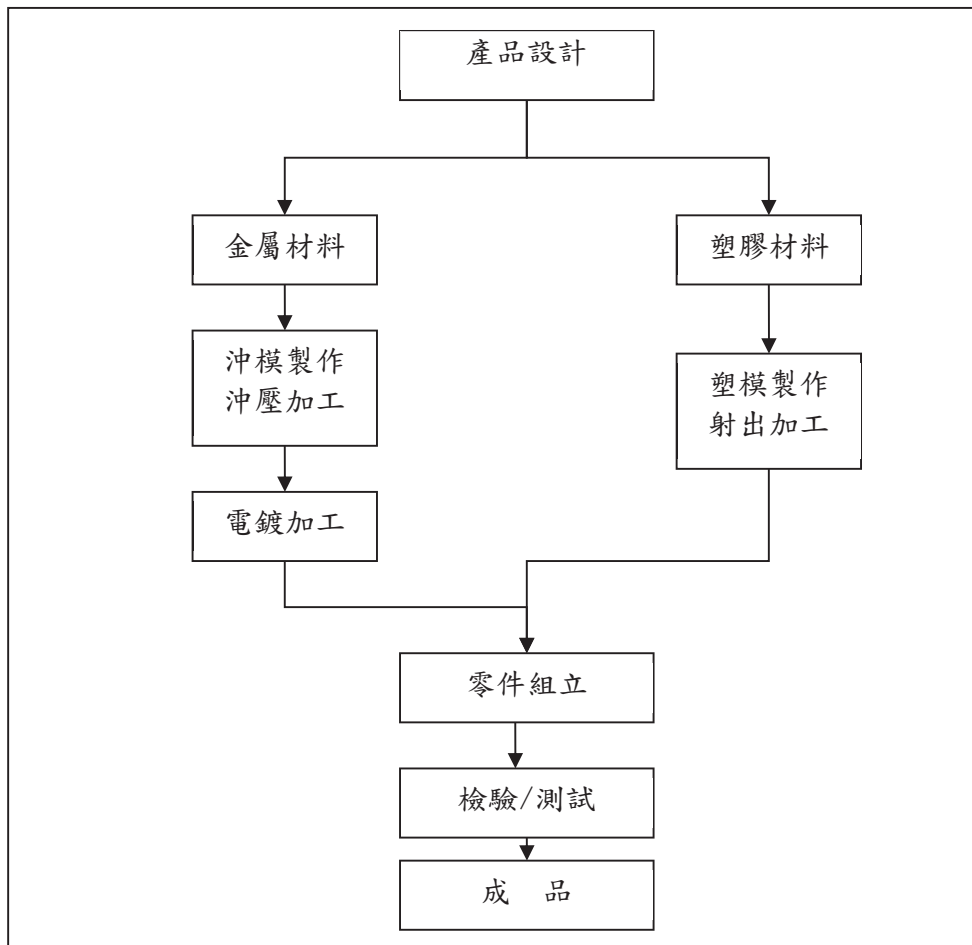 產品設計
金屬材料
塑膠材料
沖模製作
沖壓加工
塑模製作
射出加工
電鍍加工
零件組立
檢驗/測試
成 品